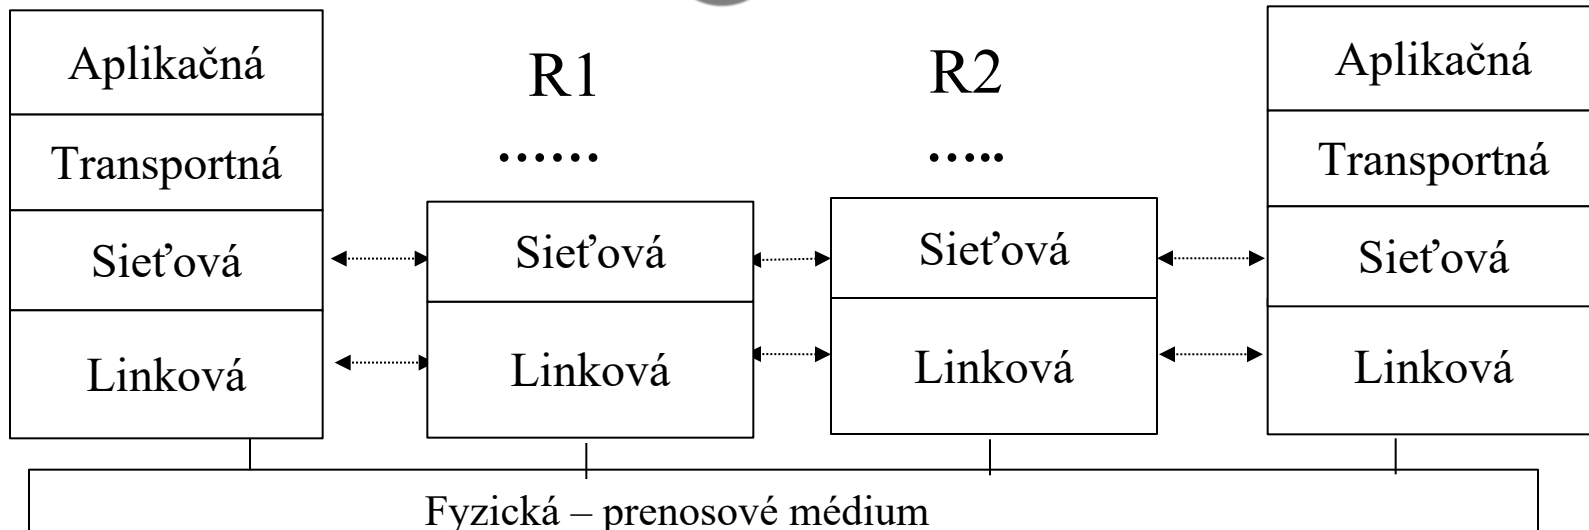 Aplikačná
Transportná
Sieťová
Linková
R1
......
Sieťová
Linková
R2
.....
Sieťová
Linková
Aplikačná
Transportná
Sieťová
Linková
Fyzická – prenosové médium